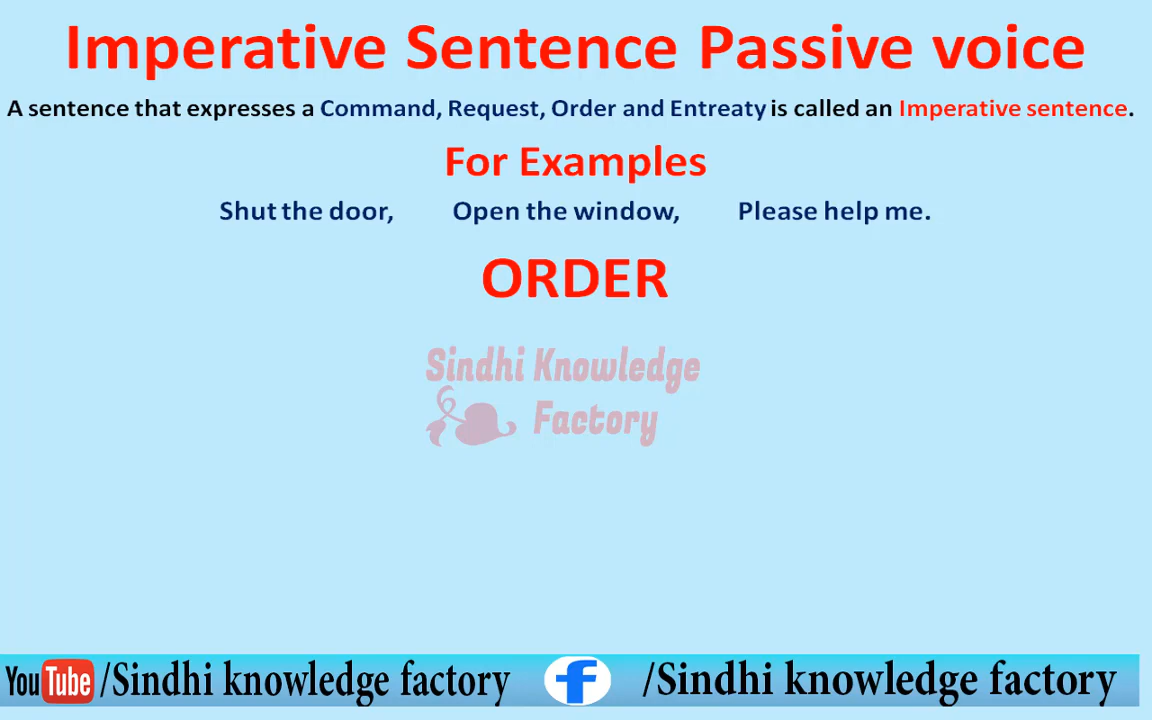 Imperative Sentence Passive voice
A sentence that expresses a Command, Request, Order and Entreaty is called an Imperative sentence.
For Examples
Shut the door, Open the window, Please help me.
ORDER
Sindhi Knowledge
Factory
YouTube /Sindhi knowledge factory f /Sindhi knowledge factory